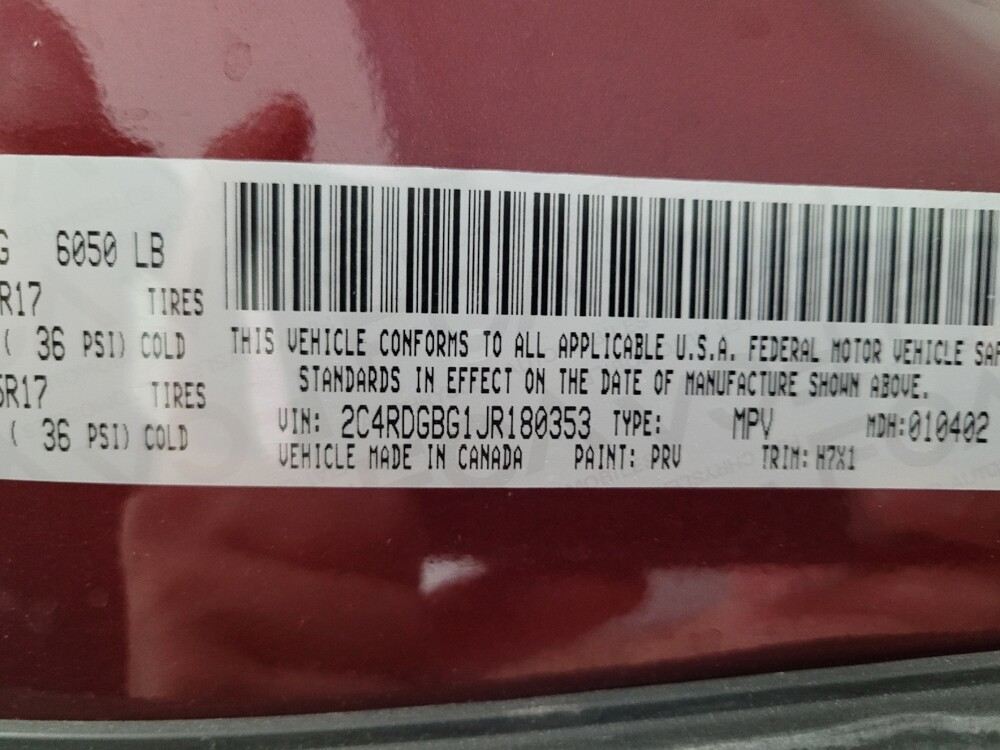 G 6050 LB
R17 TIRES
( 36 PSI) COLD
5R17 TIRES
( 36 PSI) COLD
THIS VEHICLE CONFORMS TO ALL APPLICABLE U.S.A. FEDERAL MOTOR VEHICLE SAF
STANDARDS IN EFFECT ON THE DATE OF MANUFACTURE SHOWN ABOVE.
VIN: 2C4RDGBG1JR180353 TYPE: MPV MDH:010402
VEHICLE MADE IN CANADA PAINT: PRV TRIM: H7X1